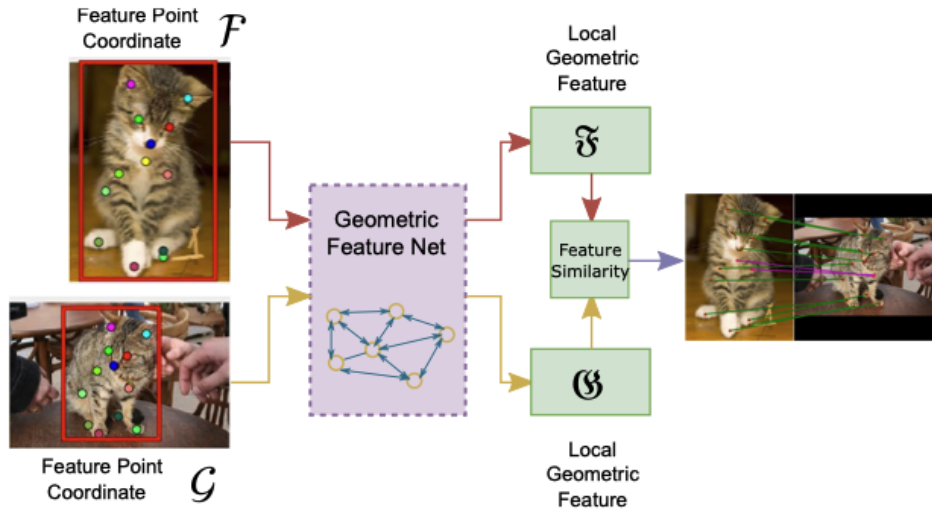 Feature Point
Coordinate
ℱ
Local
Geometric
Feature
𝔉
Geometric
Feature Net
Feature
Similarity
𝔊
Feature Point
Coordinate
𝒢
Local
Geometric
Feature